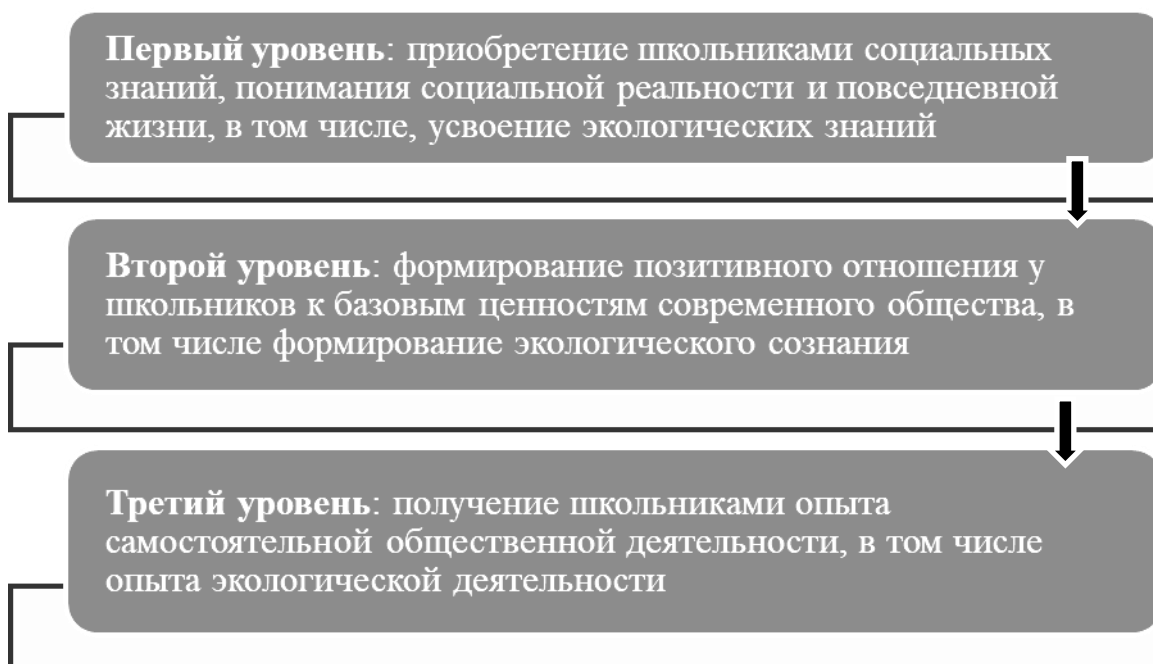 Первый уровень: приобретение школьниками социальных
знаний, понимания социальной реальности и повседневной
жизни, в том числе, усвоение экологических знаний
Второй уровень: формирование позитивного отношения у
школьников к базовым ценностям современного общества, в
том числе формирование экологического сознания
Третий уровень: получение школьниками опыта
самостоятельной общественной деятельности, в том числе
опыта экологической деятельности